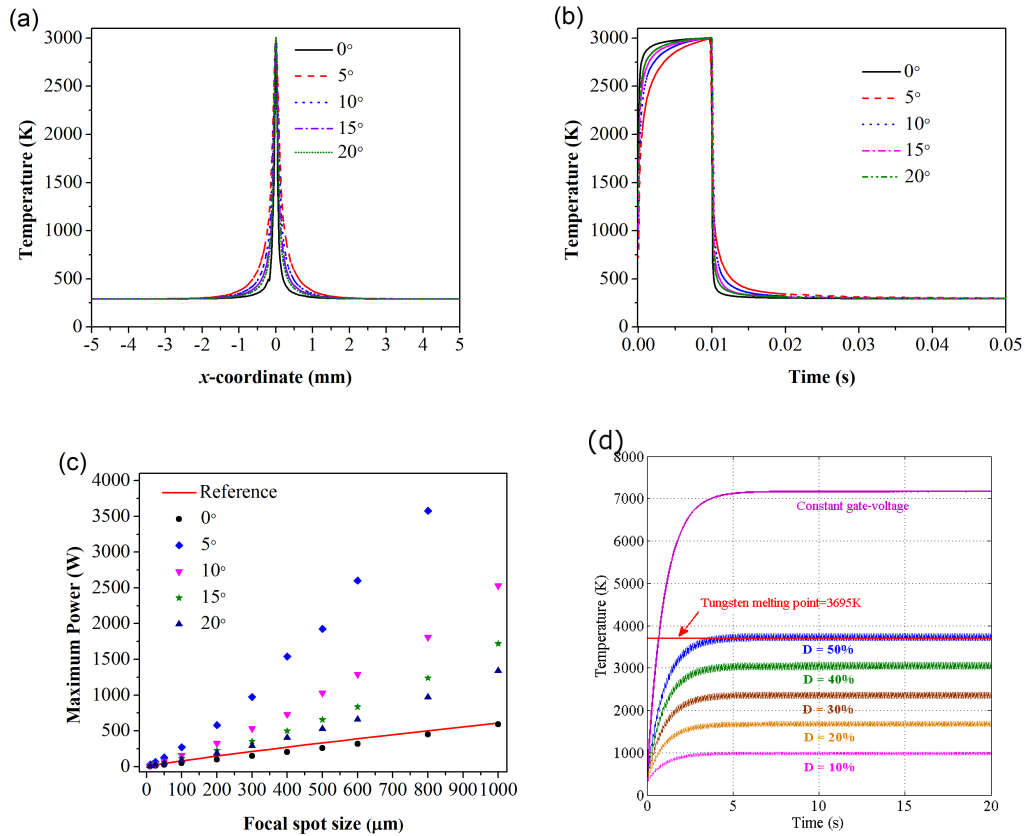 (a)
Temperature (K)
3000
2500
2000
1500
1000
500
0
0°
5°
10°
15°
20°
-5 -4 -3 -2 -1 0 1 2 3 4 5
x-coordinate (mm)
(b)
Temperature (K)
3000
2500
2000
1500
1000
500
0
0°
5°
10°
15°
20°
0.00 0.01 0.02 0.03 0.04 0.05
Time (s)
(c)
Maximum Power (W)
4000
3500
3000
2500
2000
1500
1000
500
0
Reference
0°
5°
10°
15°
20°
0 100 200 300 400 500 600 700 800 900 1000
Focal spot size (μm)
(d)
Temperature (K)
8000
7000
6000
5000
4000
3000
2000
1000
0
Constant gate-voltage
Tungsten melting point=3695K
D = 50%
D = 40%
D = 30%
D = 20%
D = 10%
0 5 10 15 20
Time (s)